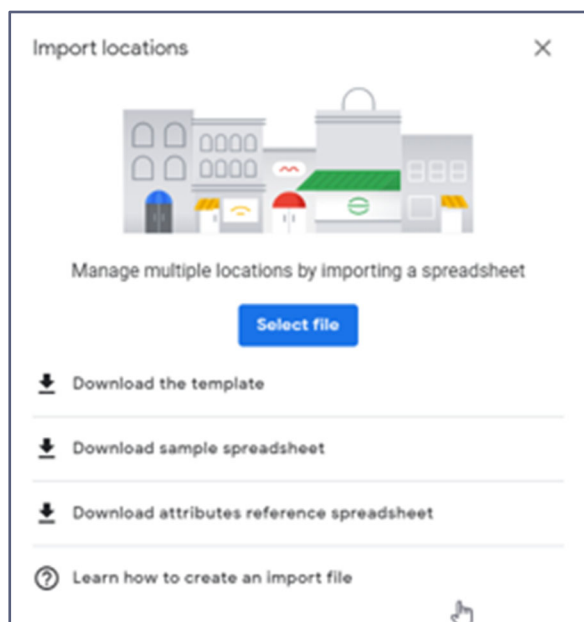 Import locations
Manage multiple locations by importing a spreadsheet
Select file
Download the template
Download sample spreadsheet
Download attributes reference spreadsheet
Learn how to create an import file